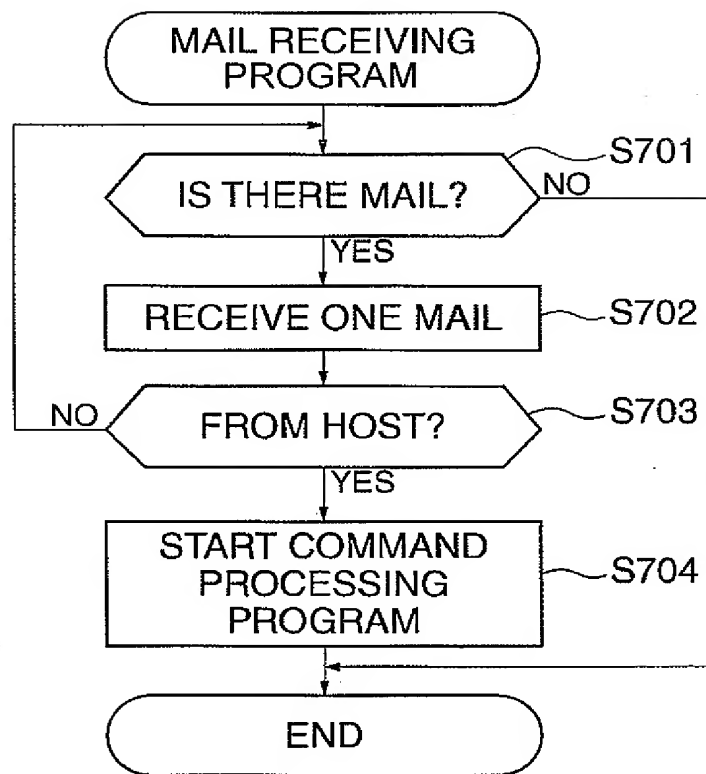 MAIL RECEIVING
PROGRAM
S701
IS THERE MAIL?
NO
YES
RECEIVE ONE MAIL
S702
NO
FROM HOST?
S703
YES
START COMMAND
PROCESSING
PROGRAM
S704
END